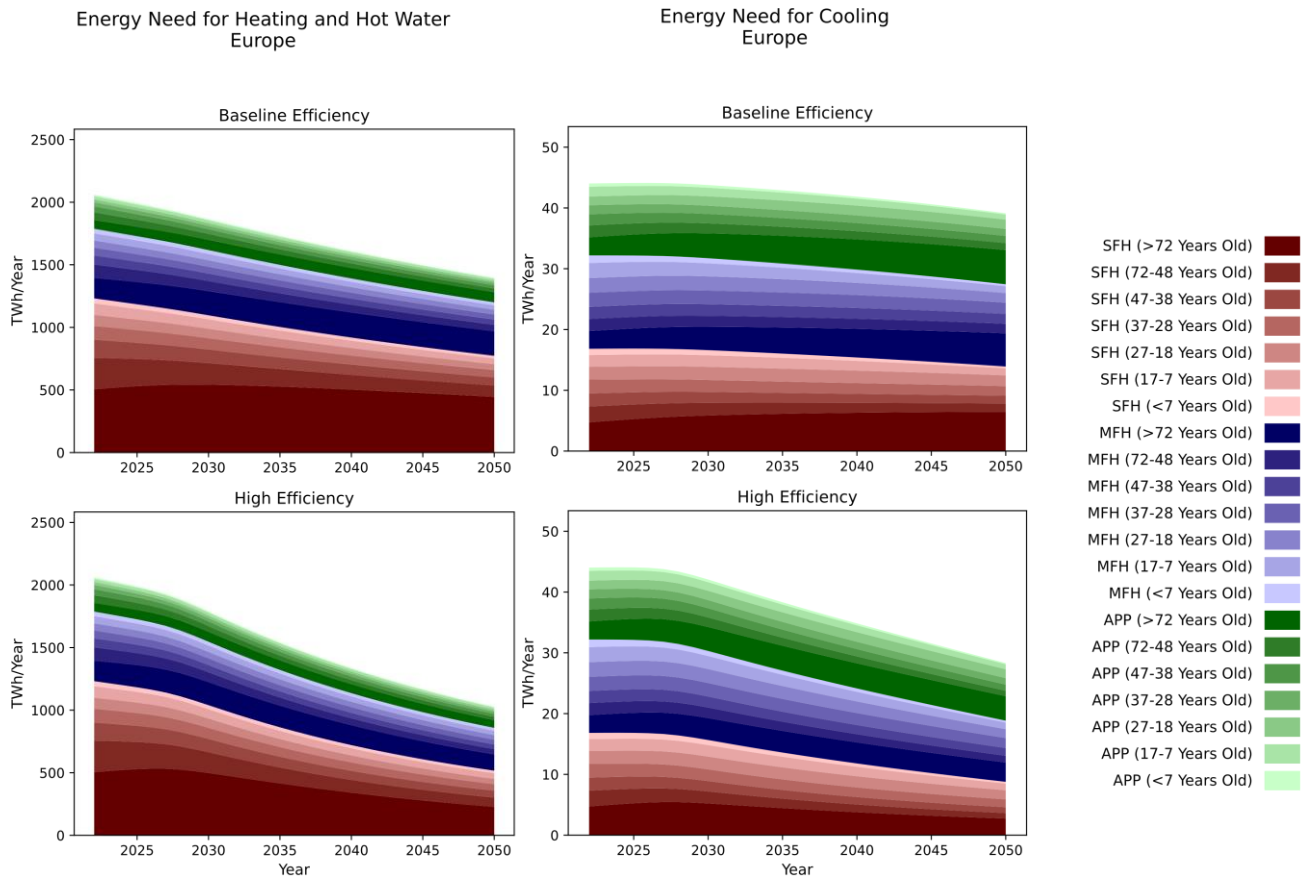 Energy Need for Heating and Hot Water
Europe
Energy Need for Cooling
Europe
Baseline Efficiency
2500
2000
1500
1000
500
0
TWh/Year
2025
2030
2035
2040
2045
2050
Baseline Efficiency
50
40
30
20
10
0
TWh/Year
2025
2030
2035
2040
2045
2050
High Efficiency
2500
2000
1500
1000
500
0
TWh/Year
2025
2030
2035
2040
2045
2050
Year
High Efficiency
50
40
30
20
10
0
TWh/Year
2025
2030
2035
2040
2045
2050
Year
SFH (>72 Years Old)
SFH (72-48 Years Old)
SFH (47-38 Years Old)
SFH (37-28 Years Old)
SFH (27-18 Years Old)
SFH (17-7 Years Old)
SFH (<7 Years Old)
MFH (>72 Years Old)
MFH (72-48 Years Old)
MFH (47-38 Years Old)
MFH (37-28 Years Old)
MFH (27-18 Years Old)
MFH (17-7 Years Old)
MFH (<7 Years Old)
APP (>72 Years Old)
APP (72-48 Years Old)
APP (47-38 Years Old)
APP (37-28 Years Old)
APP (27-18 Years Old)
APP (17-7 Years Old)
APP (<7 Years Old)